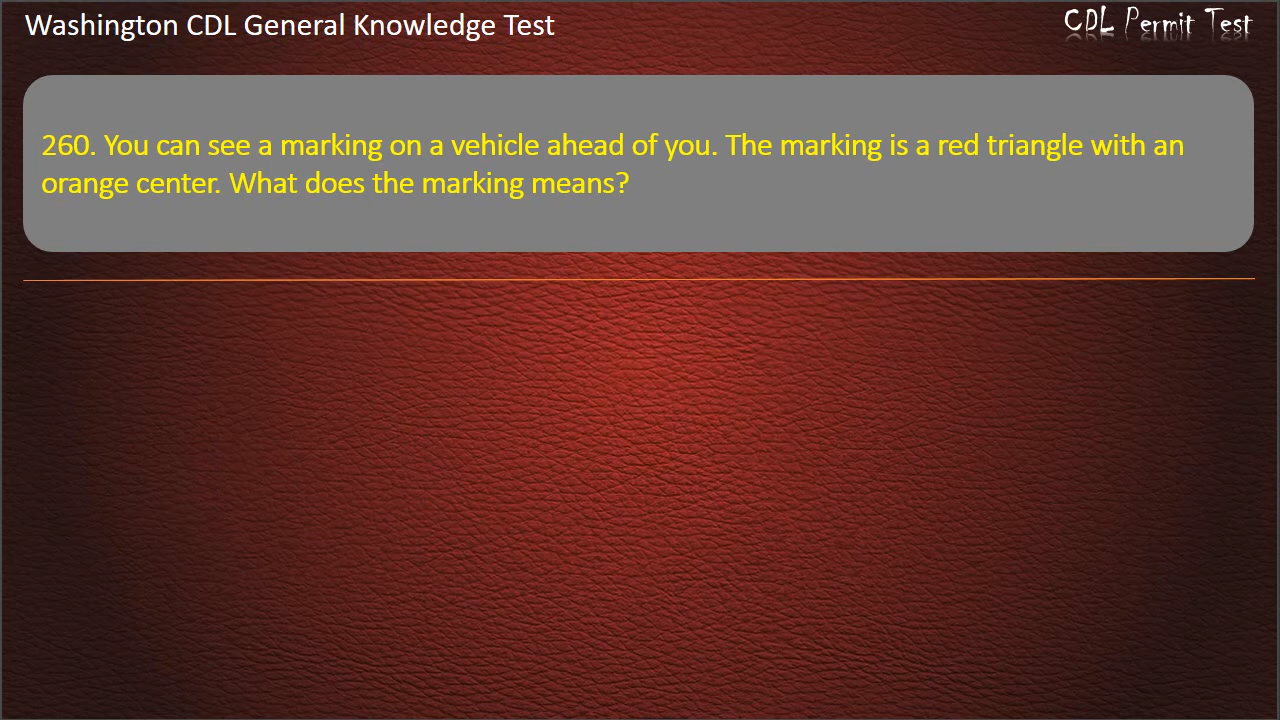 Washington CDL General Knowledge Test
CDL Permit Test
260. You can see a marking on a vehicle ahead of you. The marking is a red triangle with an
orange center. What does the marking means?